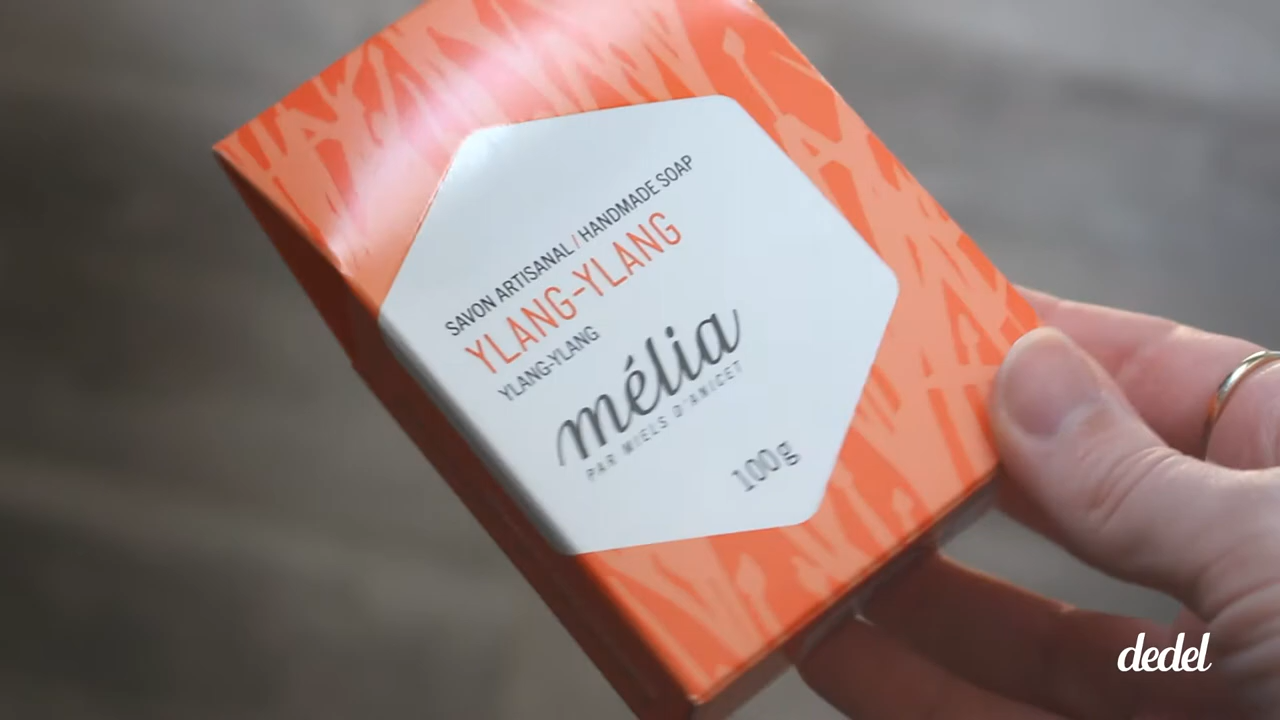 SAVON ARTISANAL / HANDMADE SOAP
YLANG-YLANG
YLANG-YLANG
mélia
PAR MIELS D'ANICET
100g
dedel